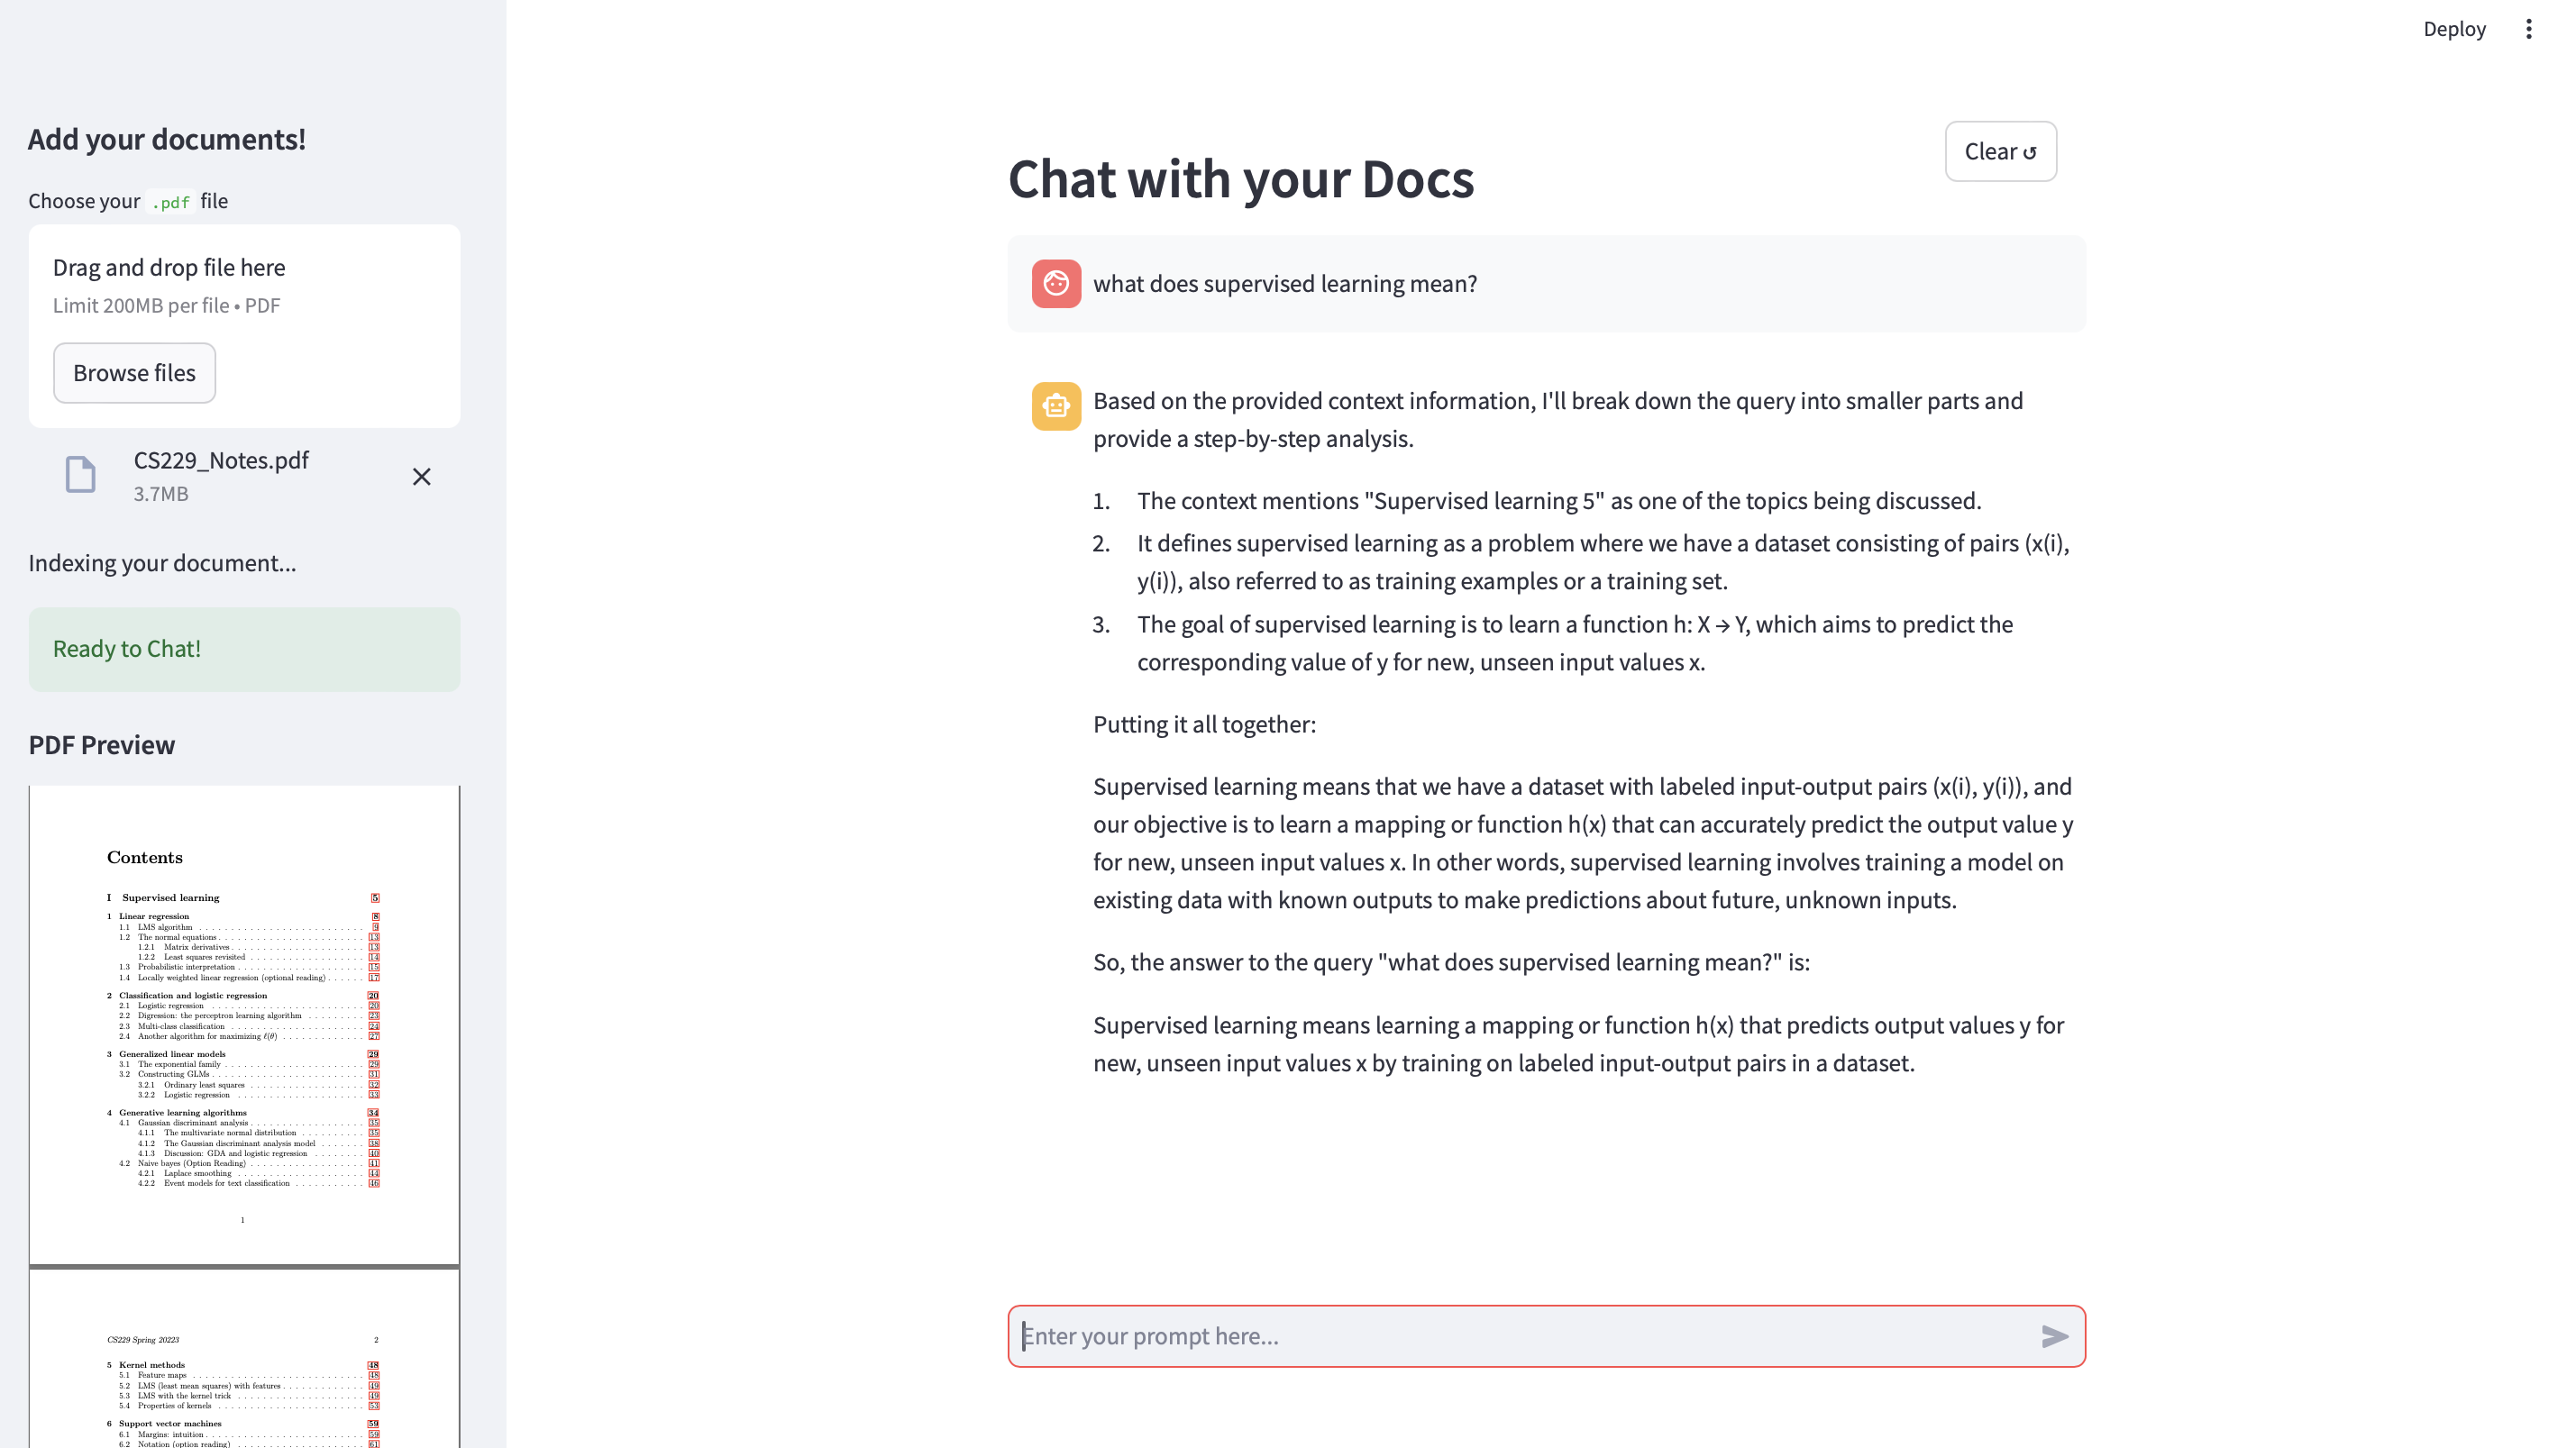 Deploy
Add your documents!
Choose your .pdf file
Drag and drop file here
Limit 200MB per file • PDF
Browse files
CS229_Notes.pdf
3.7MB
Indexing your document...
Ready to Chat!
PDF Preview
Contents
I Supervised learning 5
1 Linear regression 8
1.1 LMS algorithm 9
1.2 The normal equations 13
1.2.1 Matrix derivatives 13
1.2.2 Least squares revisited 14
1.3 Probabilistic interpretation 15
1.4 Locally weighted linear regression (optional reading) 17
2 Classification and logistic regression 20
2.1 Logistic regression 20
2.2 Digression: the perceptron learning algorithm 23
2.3 Multi-class classification 24
2.4 Another algorithm for maximizing ℓ(θ) 27
3 Generalized linear models 29
3.1 The exponential family 29
3.2 Constructing GLMs 31
3.2.1 Ordinary least squares 32
3.2.2 Logistic regression 33
4 Generative learning algorithms 34
4.1 Gaussian discriminant analysis 35
4.1.1 The multivariate normal distribution 35
4.1.2 The Gaussian discriminant analysis model 38
4.1.3 Discussion: GDA and logistic regression 40
4.2 Naive bayes (Option Reading) 41
4.2.1 Laplace smoothing 44
4.2.2 Event models for text classification 46
1
CS229 Spring 20223 2
5 Kernel methods 48
5.1 Feature maps 48
5.2 LMS (least mean squares) with features 49
5.3 LMS with the kernel trick 49
5.4 Properties of kernels 53
6 Support vector machines 59
6.1 Margins: intuition 59
6.2 Notation (option reading) 61
Chat with your Docs
Clear ↺
what does supervised learning mean?
Based on the provided context information, I'll break down the query into smaller parts and
provide a step-by-step analysis.
1. The context mentions "Supervised learning 5" as one of the topics being discussed.
2. It defines supervised learning as a problem where we have a dataset consisting of pairs (x(i),
y(i)), also referred to as training examples or a training set.
3. The goal of supervised learning is to learn a function h: X → Y, which aims to predict the
corresponding value of y for new, unseen input values x.
Putting it all together:
Supervised learning means that we have a dataset with labeled input-output pairs (x(i), y(i)), and
our objective is to learn a mapping or function h(x) that can accurately predict the output value y
for new, unseen input values x. In other words, supervised learning involves training a model on
existing data with known outputs to make predictions about future, unknown inputs.
So, the answer to the query "what does supervised learning mean?" is:
Supervised learning means learning a mapping or function h(x) that predicts output values y for
new, unseen input values x by training on labeled input-output pairs in a dataset.
Enter your prompt here...